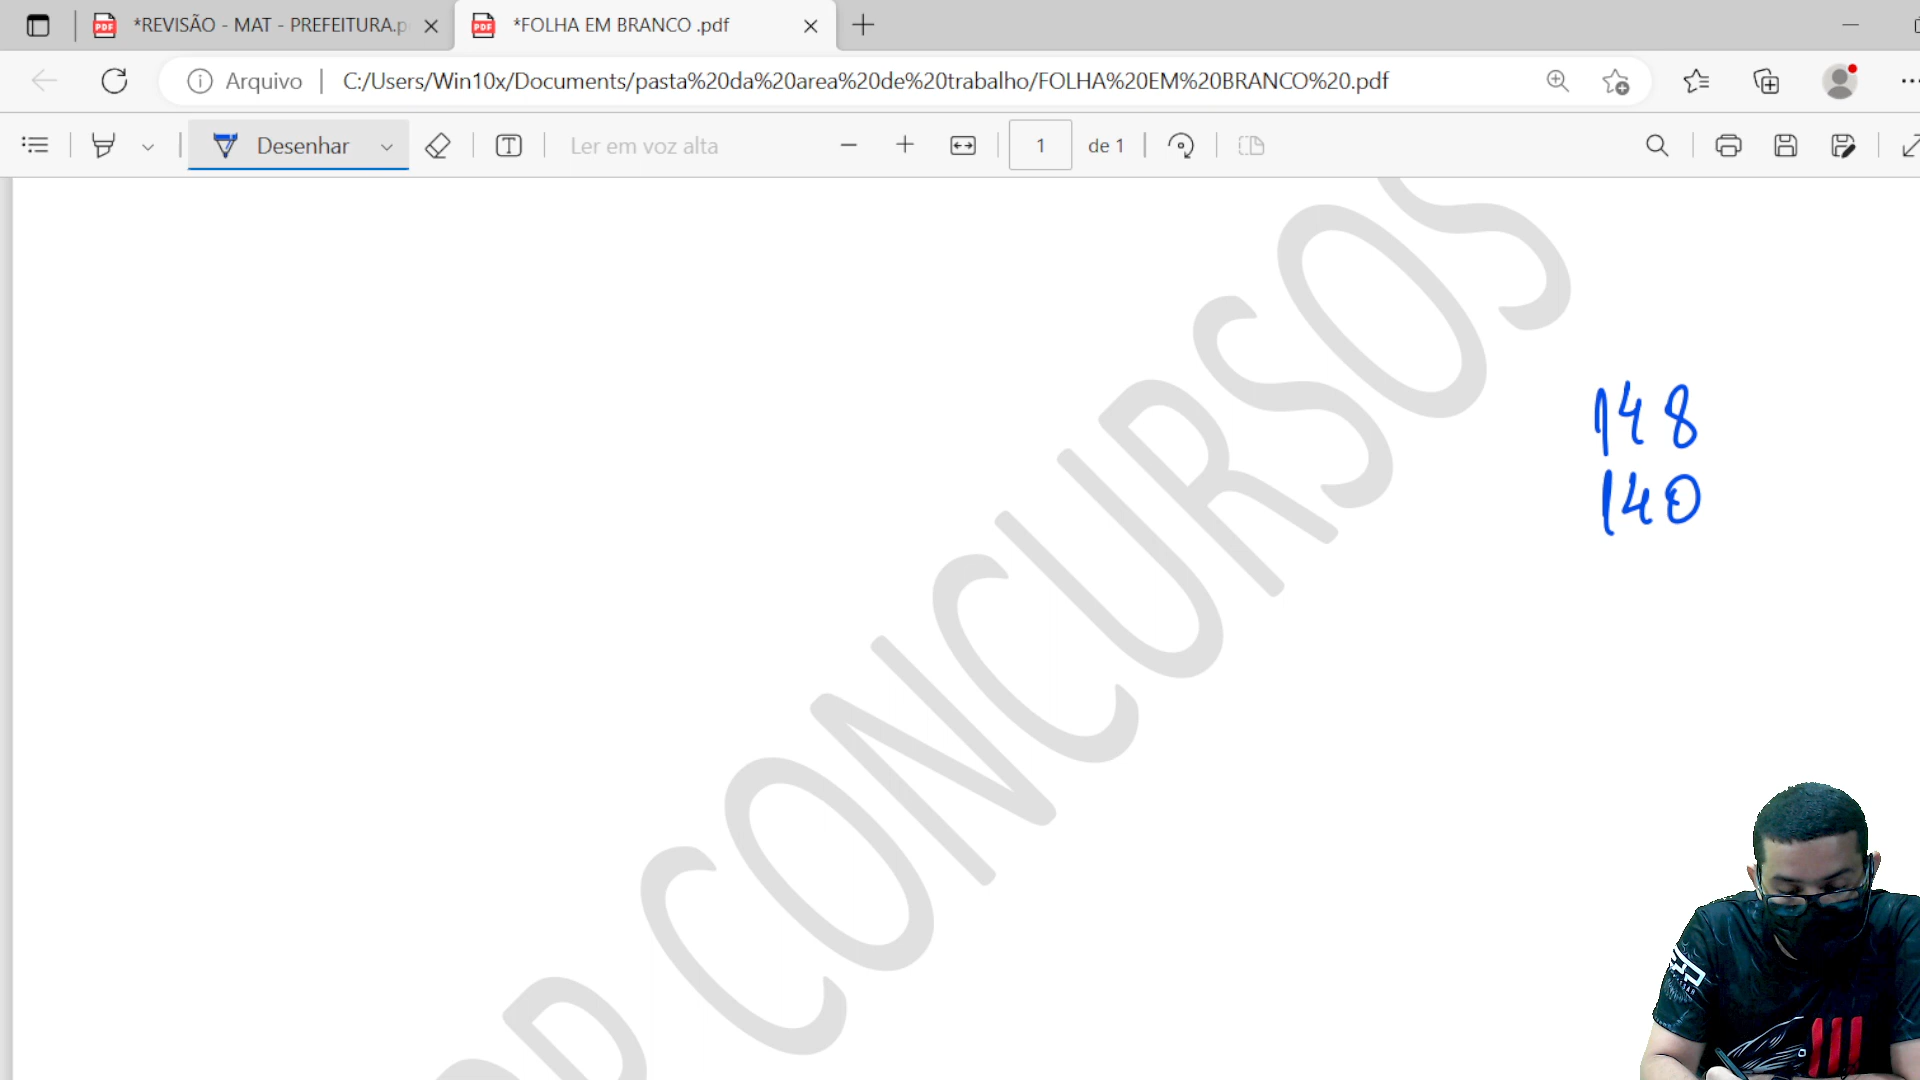 *REVISÃO - MAT - PREFEITURA.p
*FOLHA EM BRANCO .pdf
Arquivo
C:/Users/Win10x/Documents/pasta%20da%20area%20de%20trabalho/FOLHA%20EM%20BRANCO%20.pdf
Desenhar
Ler em voz alta
1
de 1
CONCURSOS
148
140